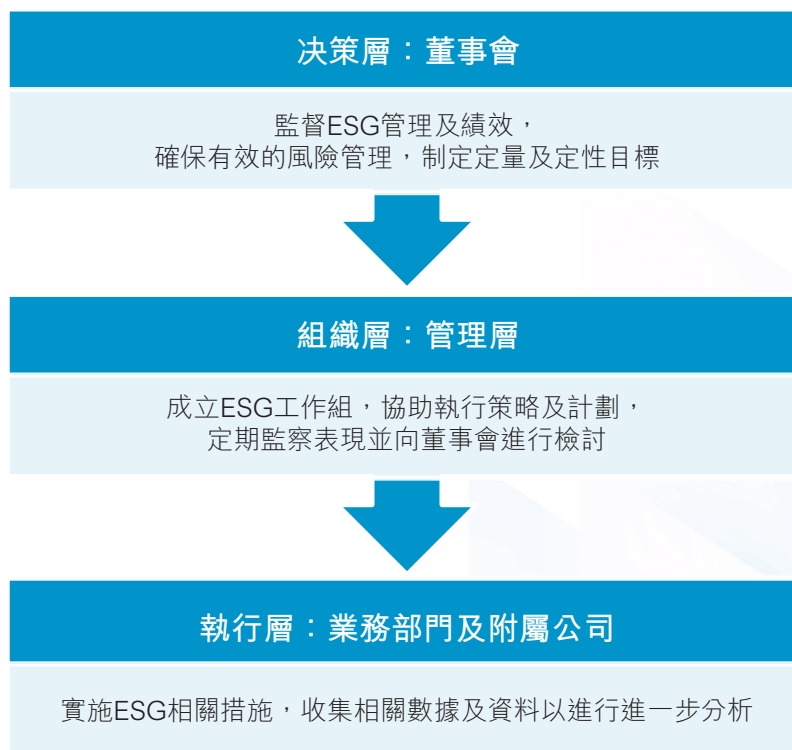 决策層：董事會
監督ESG管理及績效，
確保有效的風險管理，制定定量及定性目標
組織層：管理層
成立ESG工作組，協助執行策略及計劃，
定期監察表現並向董事會進行檢討
執行層：業務部門及附屬公司
實施ESG相關措施，收集相關數據及資料以進行進一步分析